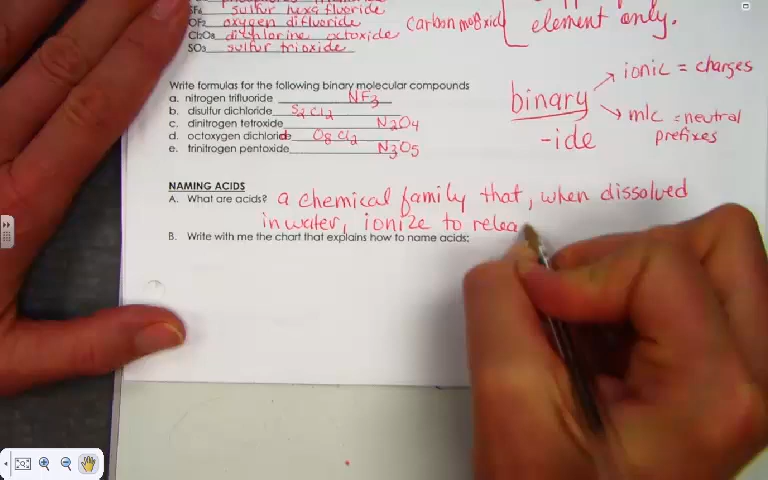 SF6 sulfur hexafluoride
OF2 oxygen difluoride
Cl2O8 dichlorine octoxide
SO3 sulfur trioxide
carbon monoxide
element only.
Write formulas for the following binary molecular compounds
a. nitrogen trifluoride NF3
b. disulfur dichloride S2Cl2
c. dinitrogen tetroxide N2O4
d. octoxygen dichloride O8Cl2
e. trinitrogen pentoxide N3O5
binary
-ide
ionic = charges
mlc = neutral
prefixes
NAMING ACIDS
A. What are acids? a chemical family that, when dissolved
in water, ionize to relea
B. Write with me the chart that explains how to name acids: